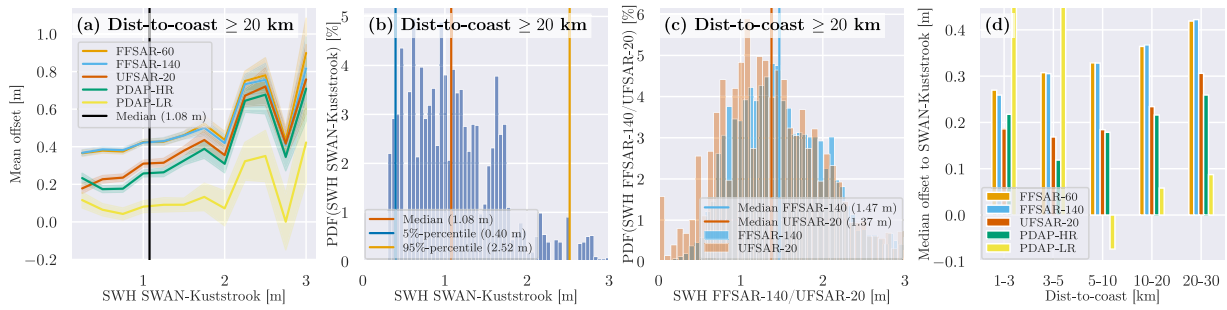 (a) Dist-to-coast ≥ 20 km
Mean offset [m]
1.0
0.8
0.6
0.4
0.2
0.0
−0.2
FFSAR-60
FFSAR-140
UFSAR-20
PDAP-HR
PDAP-LR
Median (1.08 m)
1 2 3
SWH SWAN-Kuststrook [m]
(b) Dist-to-coast ≥ 20 km
PDF(SWH SWAN-Kuststrook) [%]
5
4
3
2
1
0
Median (1.08 m)
5%-percentile (0.40 m)
95%-percentile (2.52 m)
1 2 3
SWH SWAN-Kuststrook [m]
(c) Dist-to-coast ≥ 20 km
PDF(SWH FFSAR-140/UFSAR-20) [%]
6
5
4
3
2
1
0
Median FFSAR-140 (1.47 m)
Median UFSAR-20 (1.37 m)
FFSAR-140
UFSAR-20
1 2 3
SWH FFSAR-140/UFSAR-20 [m]
(d)
Median offset to SWAN-Kuststrook [m]
0.4
0.3
0.2
0.1
0.0
−0.1
FFSAR-60
FFSAR-140
UFSAR-20
PDAP-HR
PDAP-LR
1-3 3-5 5-10 10-20 20-30
Dist-to-coast [km]